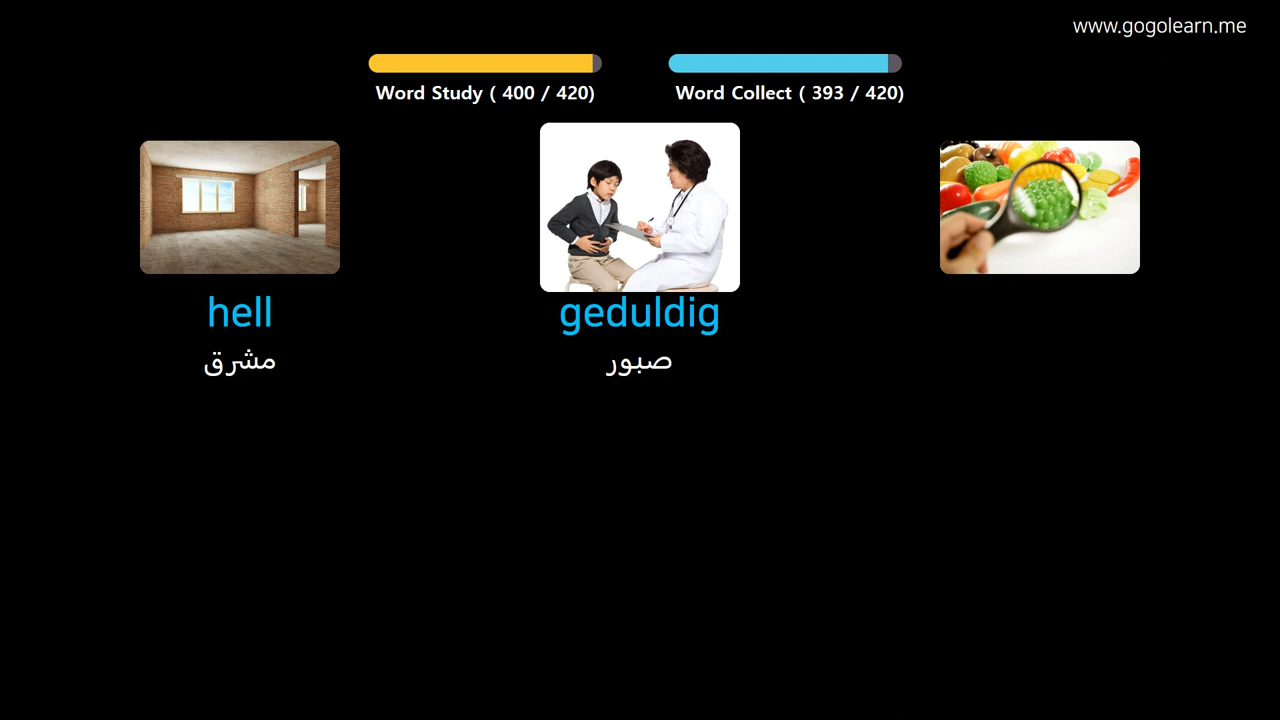 www.gogolearn.me
Word Study ( 400 / 420)
Word Collect ( 393 / 420)
hell
geduldig
مشرق
صبور